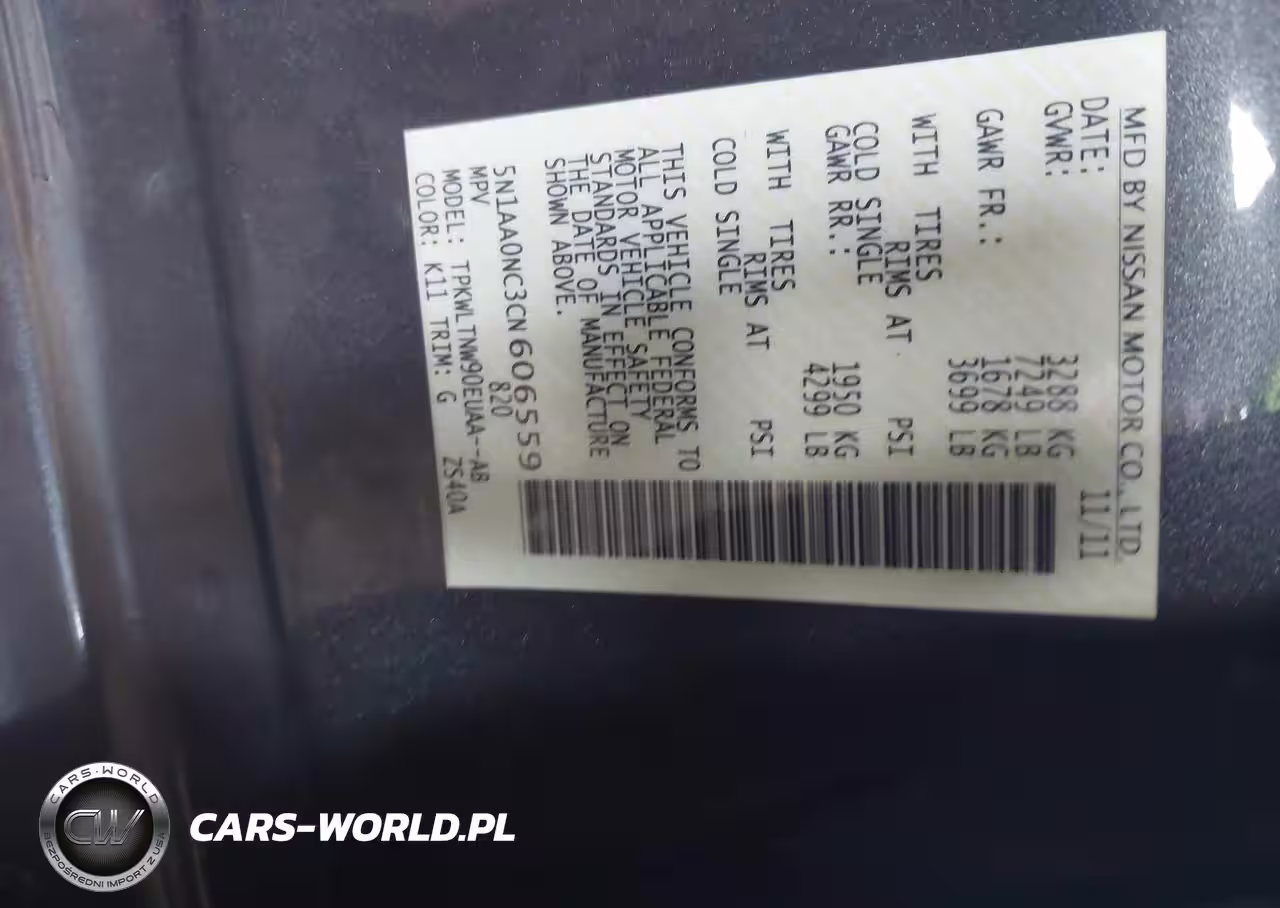 MFD BY NISSAN MOTOR CO., LTD.
DATE: 11/11
GVWR: 3288 KG
7249 LB
GAWR FR.: 1678 KG
3699 LB
WITH TIRES
RIMS AT PSI
COLD SINGLE
GAWR RR.: 1950 KG
4299 LB
WITH TIRES
RIMS AT PSI
COLD SINGLE
THIS VEHICLE CONFORMS TO
ALL APPLICABLE FEDERAL
MOTOR VEHICLE SAFETY
STANDARDS IN EFFECT ON
THE DATE OF MANUFACTURE
SHOWN ABOVE.
5N1AA0NC3CN606559
MPV 820
MODEL: TPKWLTNW90EUAA--AB
COLOR: K11 TRIM: G ZS40A
CARS-WORLD
CW
BEZPOŚREDNI IMPORT Z USA
CARS-WORLD.PL